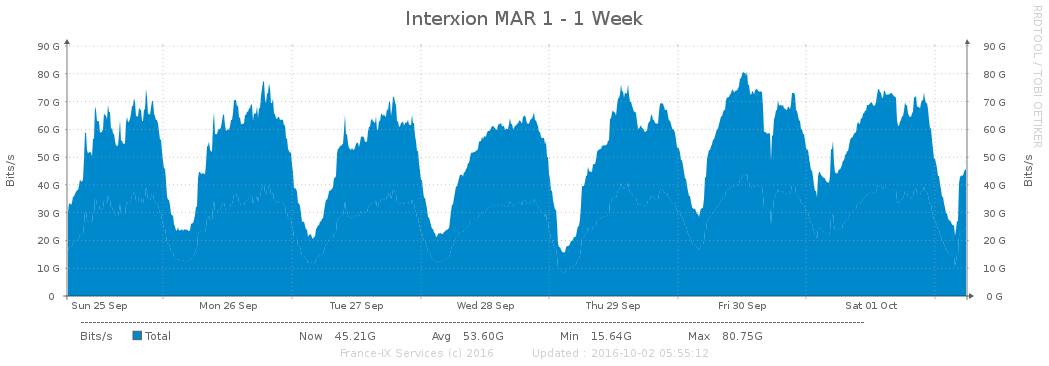 Interxion MAR 1 - 1 Week
RRDTOOL / TOBI OETIKER
90 G 90 G
80 G 80 G
70 G 70 G
60 G 60 G
50 G 50 G
40 G 40 G
30 G 30 G
20 G 20 G
10 G 10 G
0 0 G
Bits/s Bits/s
Sun 25 Sep Mon 26 Sep Tue 27 Sep Wed 28 Sep Thu 29 Sep Fri 30 Sep Sat 01 Oct
Bits/s Total Now 45.21G Avg 53.60G Min 15.64G Max 80.75G
France-IX Services (c) 2016 Updated : 2016-10-02 05:55:12